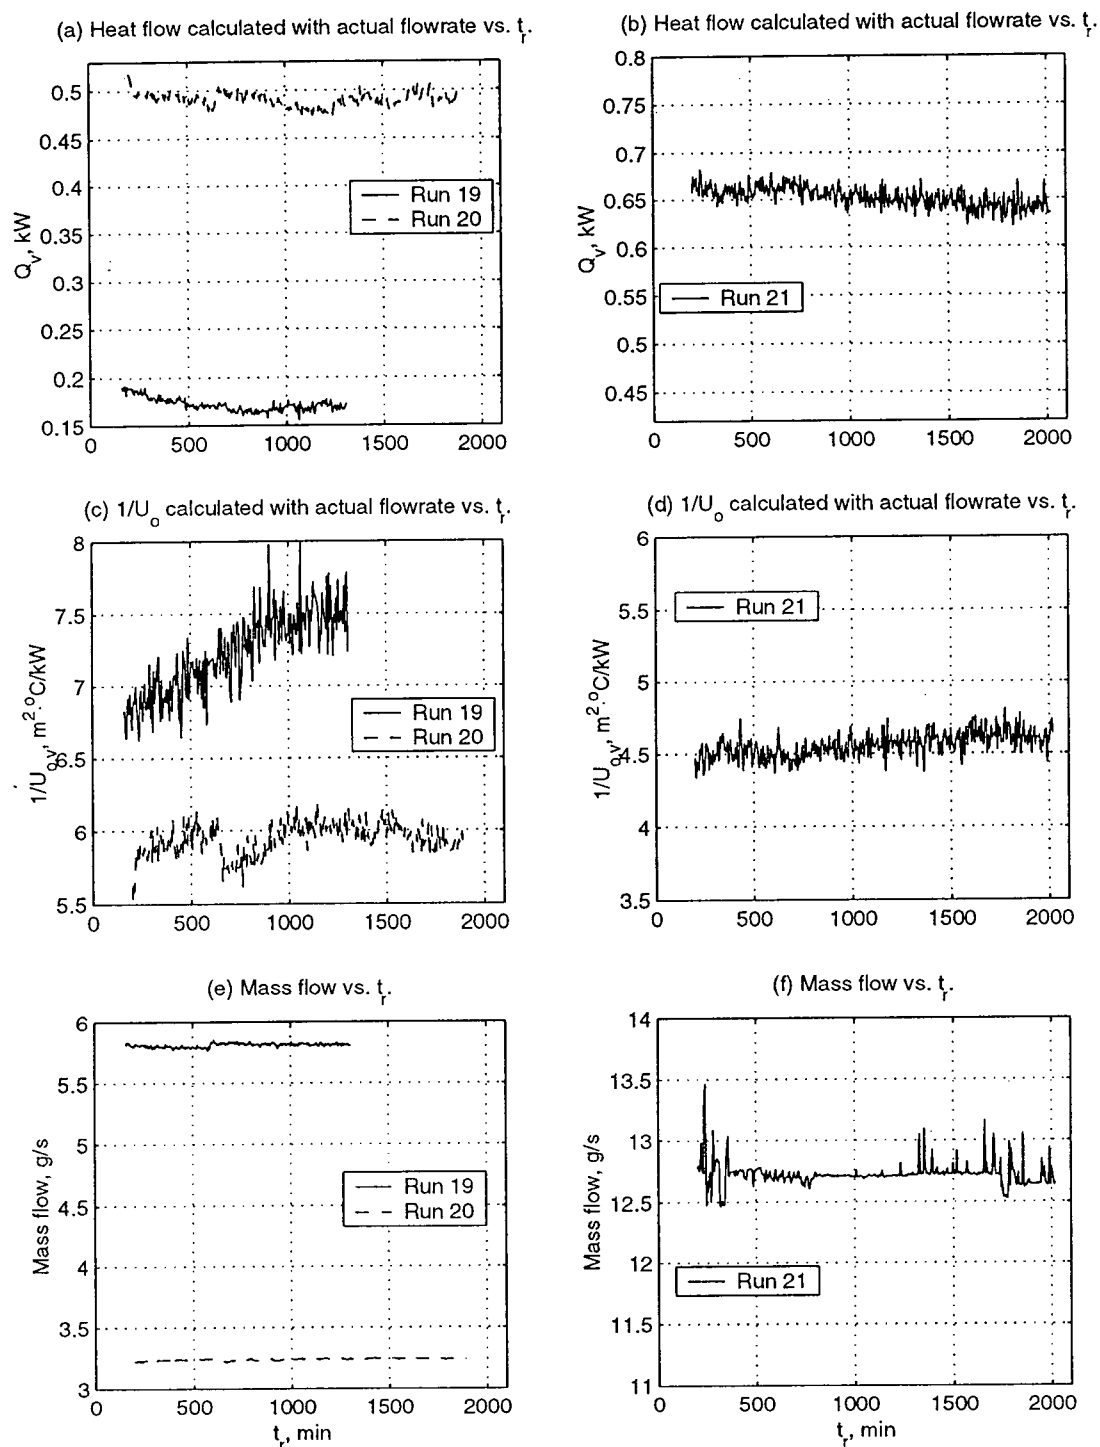 (a) Heat flow calculated with actual flowrate vs. t_r.
0.5
0.45
0.4
0.35
0.3
0.25
0.2
0.15
Q_v, kW
Run 19
Run 20
0 500 1000 1500 2000
(b) Heat flow calculated with actual flowrate vs. t_r.
0.8
0.75
0.7
0.65
0.6
0.55
0.5
0.45
Q_v, kW
Run 21
0 500 1000 1500 2000
(c) 1/U_o calculated with actual flowrate vs. t_r.
8
7.5
7
6.5
6
5.5
1/U_o,v, m².°C/kW
Run 19
Run 20
0 500 1000 1500 2000
(d) 1/U_o calculated with actual flowrate vs. t_r.
6
5.5
5
4.5
4
3.5
1/U_o,v, m².°C/kW
Run 21
0 500 1000 1500 2000
(e) Mass flow vs. t_r.
6
5.5
5
4.5
4
3.5
3
Mass flow, g/s
Run 19
Run 20
0 500 1000 1500 2000
t_r, min
(f) Mass flow vs. t_r.
14
13.5
13
12.5
12
11.5
11
Mass flow, g/s
Run 21
0 500 1000 1500 2000
t_r, min